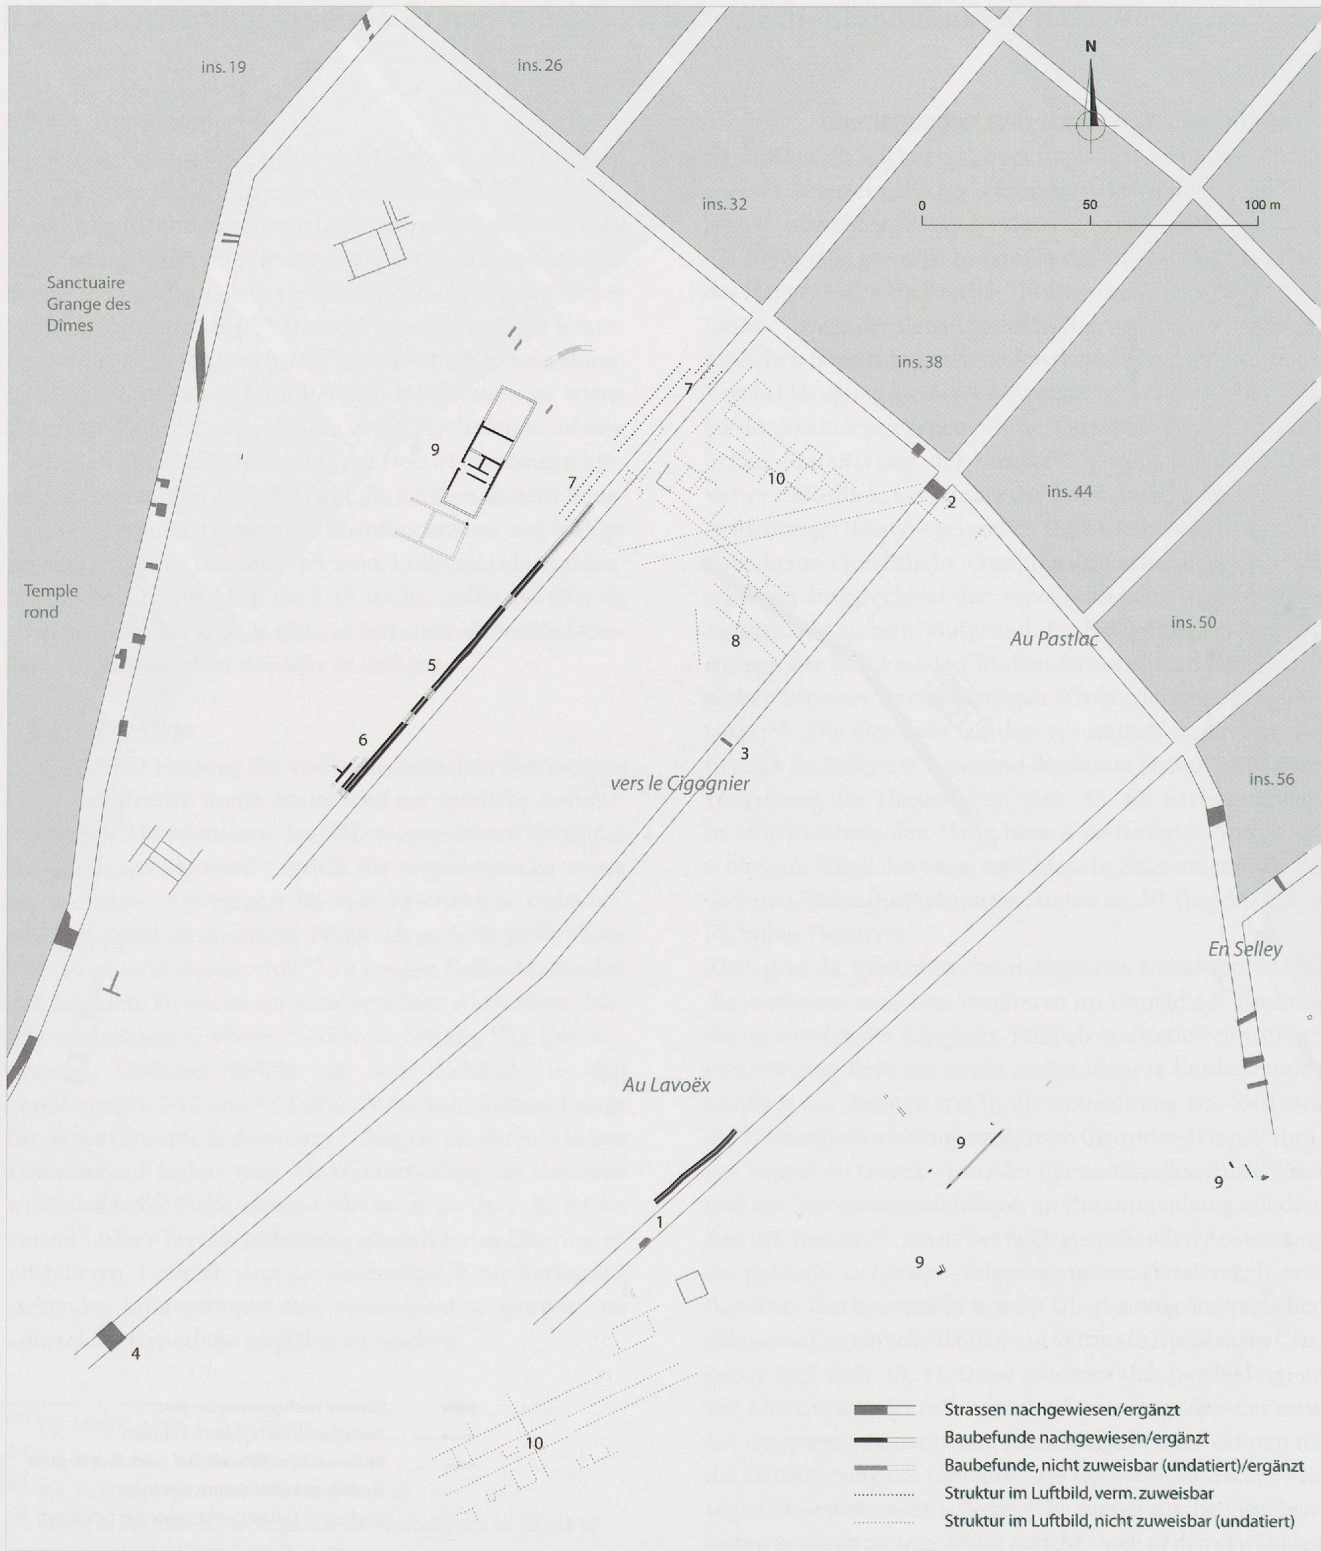 ins. 19
ins. 26
N
ins. 32
0 50 100 m
Sanctuaire
Grange des
Dîmes
ins. 38
7
9
7
10
ins. 44
2
Temple
rond
ins. 50
Au Pastlac
8
5
6
3
vers le Cigognier
ins. 56
En Selley
Au Lavoëx
9
9
1
9
4
10
Strassen nachgewiesen/ergänzt
Baubefunde nachgewiesen/ergänzt
Baubefunde, nicht zuweisbar (undatiert)/ergänzt
Struktur im Luftbild, verm. zuweisbar
Struktur im Luftbild, nicht zuweisbar (undatiert)